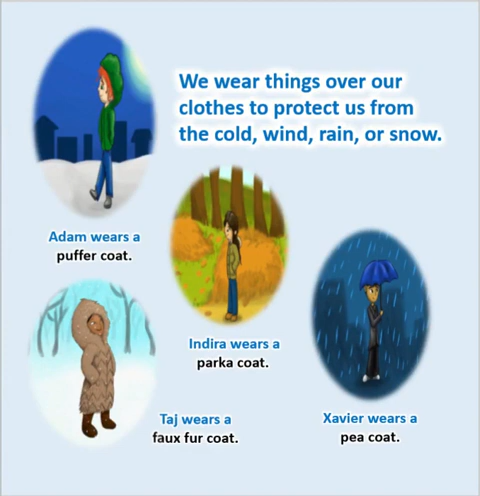 We wear things over our
clothes to protect us from
the cold, wind, rain, or snow.
Adam wears a
puffer coat.
Indira wears a
parka coat.
Taj wears a
faux fur coat.
Xavier wears a
pea coat.